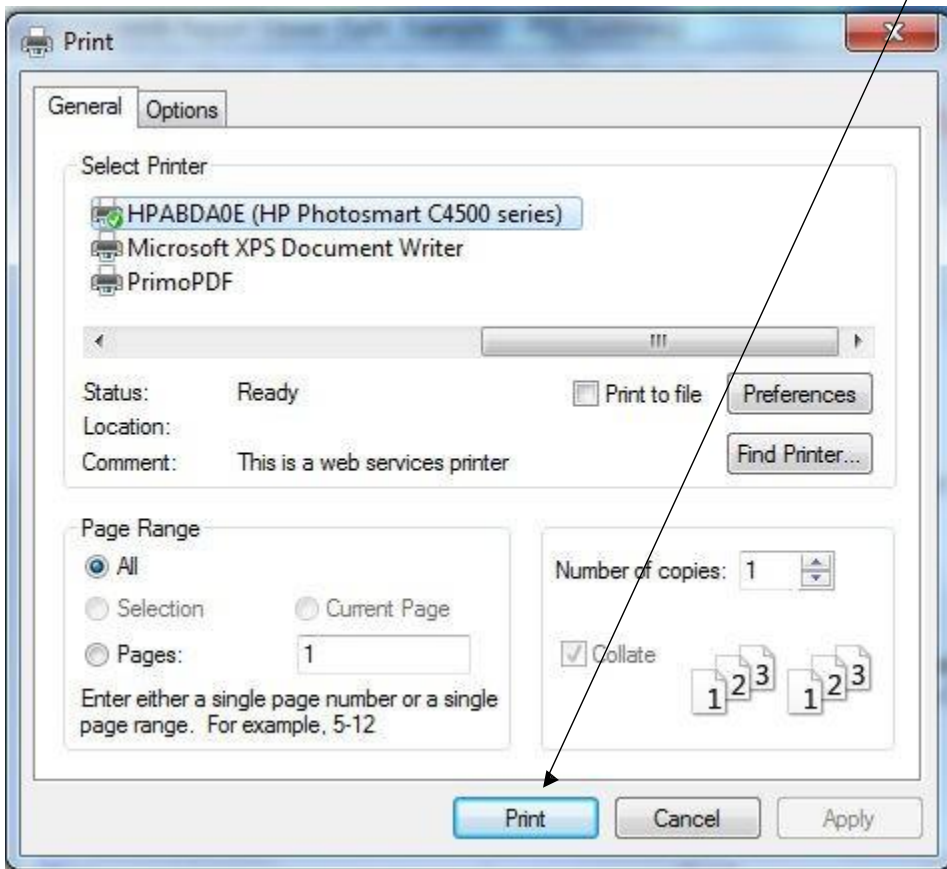 Print
General Options
Select Printer
HPABDA0E (HP Photosmart C4500 series)
Microsoft XPS Document Writer
PrimoPDF
Status: Ready Print to file Preferences
Location:
Comment: This is a web services printer Find Printer...
Page Range
All
Number of copies: 1
Selection Current Page
Pages: 1
Collate 1 2 3 1 2 3
Enter either a single page number or a single
page range. For example, 5-12
Print Cancel Apply